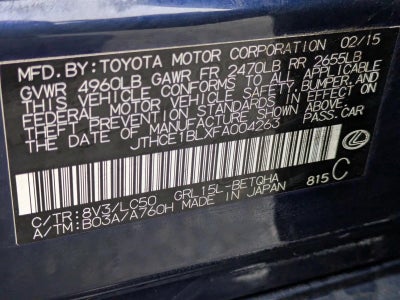 MFD. BY: TOYOTA MOTOR CORPORATION 02/15
GVWR 4960LB GAWR FR 2470LB RR 2655LB
THIS VEHICLE CONFORMS TO ALL APPLICABLE
FEDERAL MOTOR VEHICLE SAFETY, BUMPER, AND
THEFT PREVENTION STANDARDS IN EFFECT ON
THE DATE OF MANUFACTURE SHOWN ABOVE.
JTHCE1BLXFA004263 PASS.CAR
C/TR: 8V3/LC50 GRL15L-BETQHA 815 C
A/TM: B03A/A760H MADE IN JAPAN